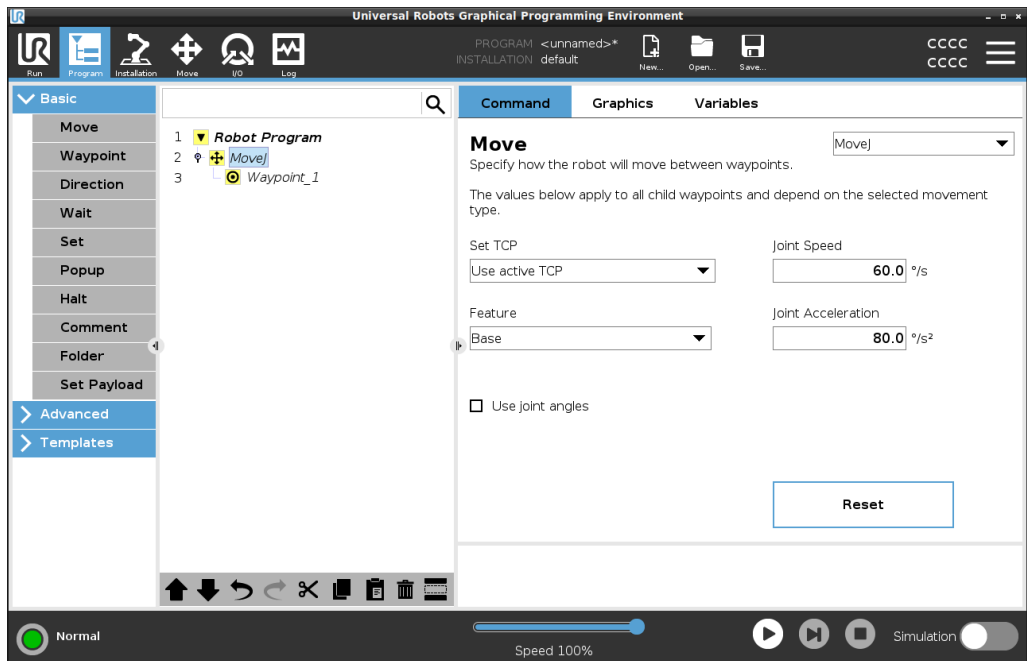 Universal Robots Graphical Programming Environment
UR
Run
Program
Installation
Move
I/O
Log
PROGRAM <unnamed>*
INSTALLATION default
New...
Open...
Save...
CCCC
CCCC
Basic
Move
Waypoint
Direction
Wait
Set
Popup
Halt
Comment
Folder
Set Payload
Advanced
Templates
1 Robot Program
2 MoveJ
3 Waypoint_1
Command Graphics Variables
Move
MoveJ
Specify how the robot will move between waypoints.
The values below apply to all child waypoints and depend on the selected movement
type.
Set TCP
Joint Speed
Use active TCP
60.0 °/s
Feature
Joint Acceleration
Base
80.0 °/s²
Use joint angles
Reset
Normal
Speed 100%
Simulation